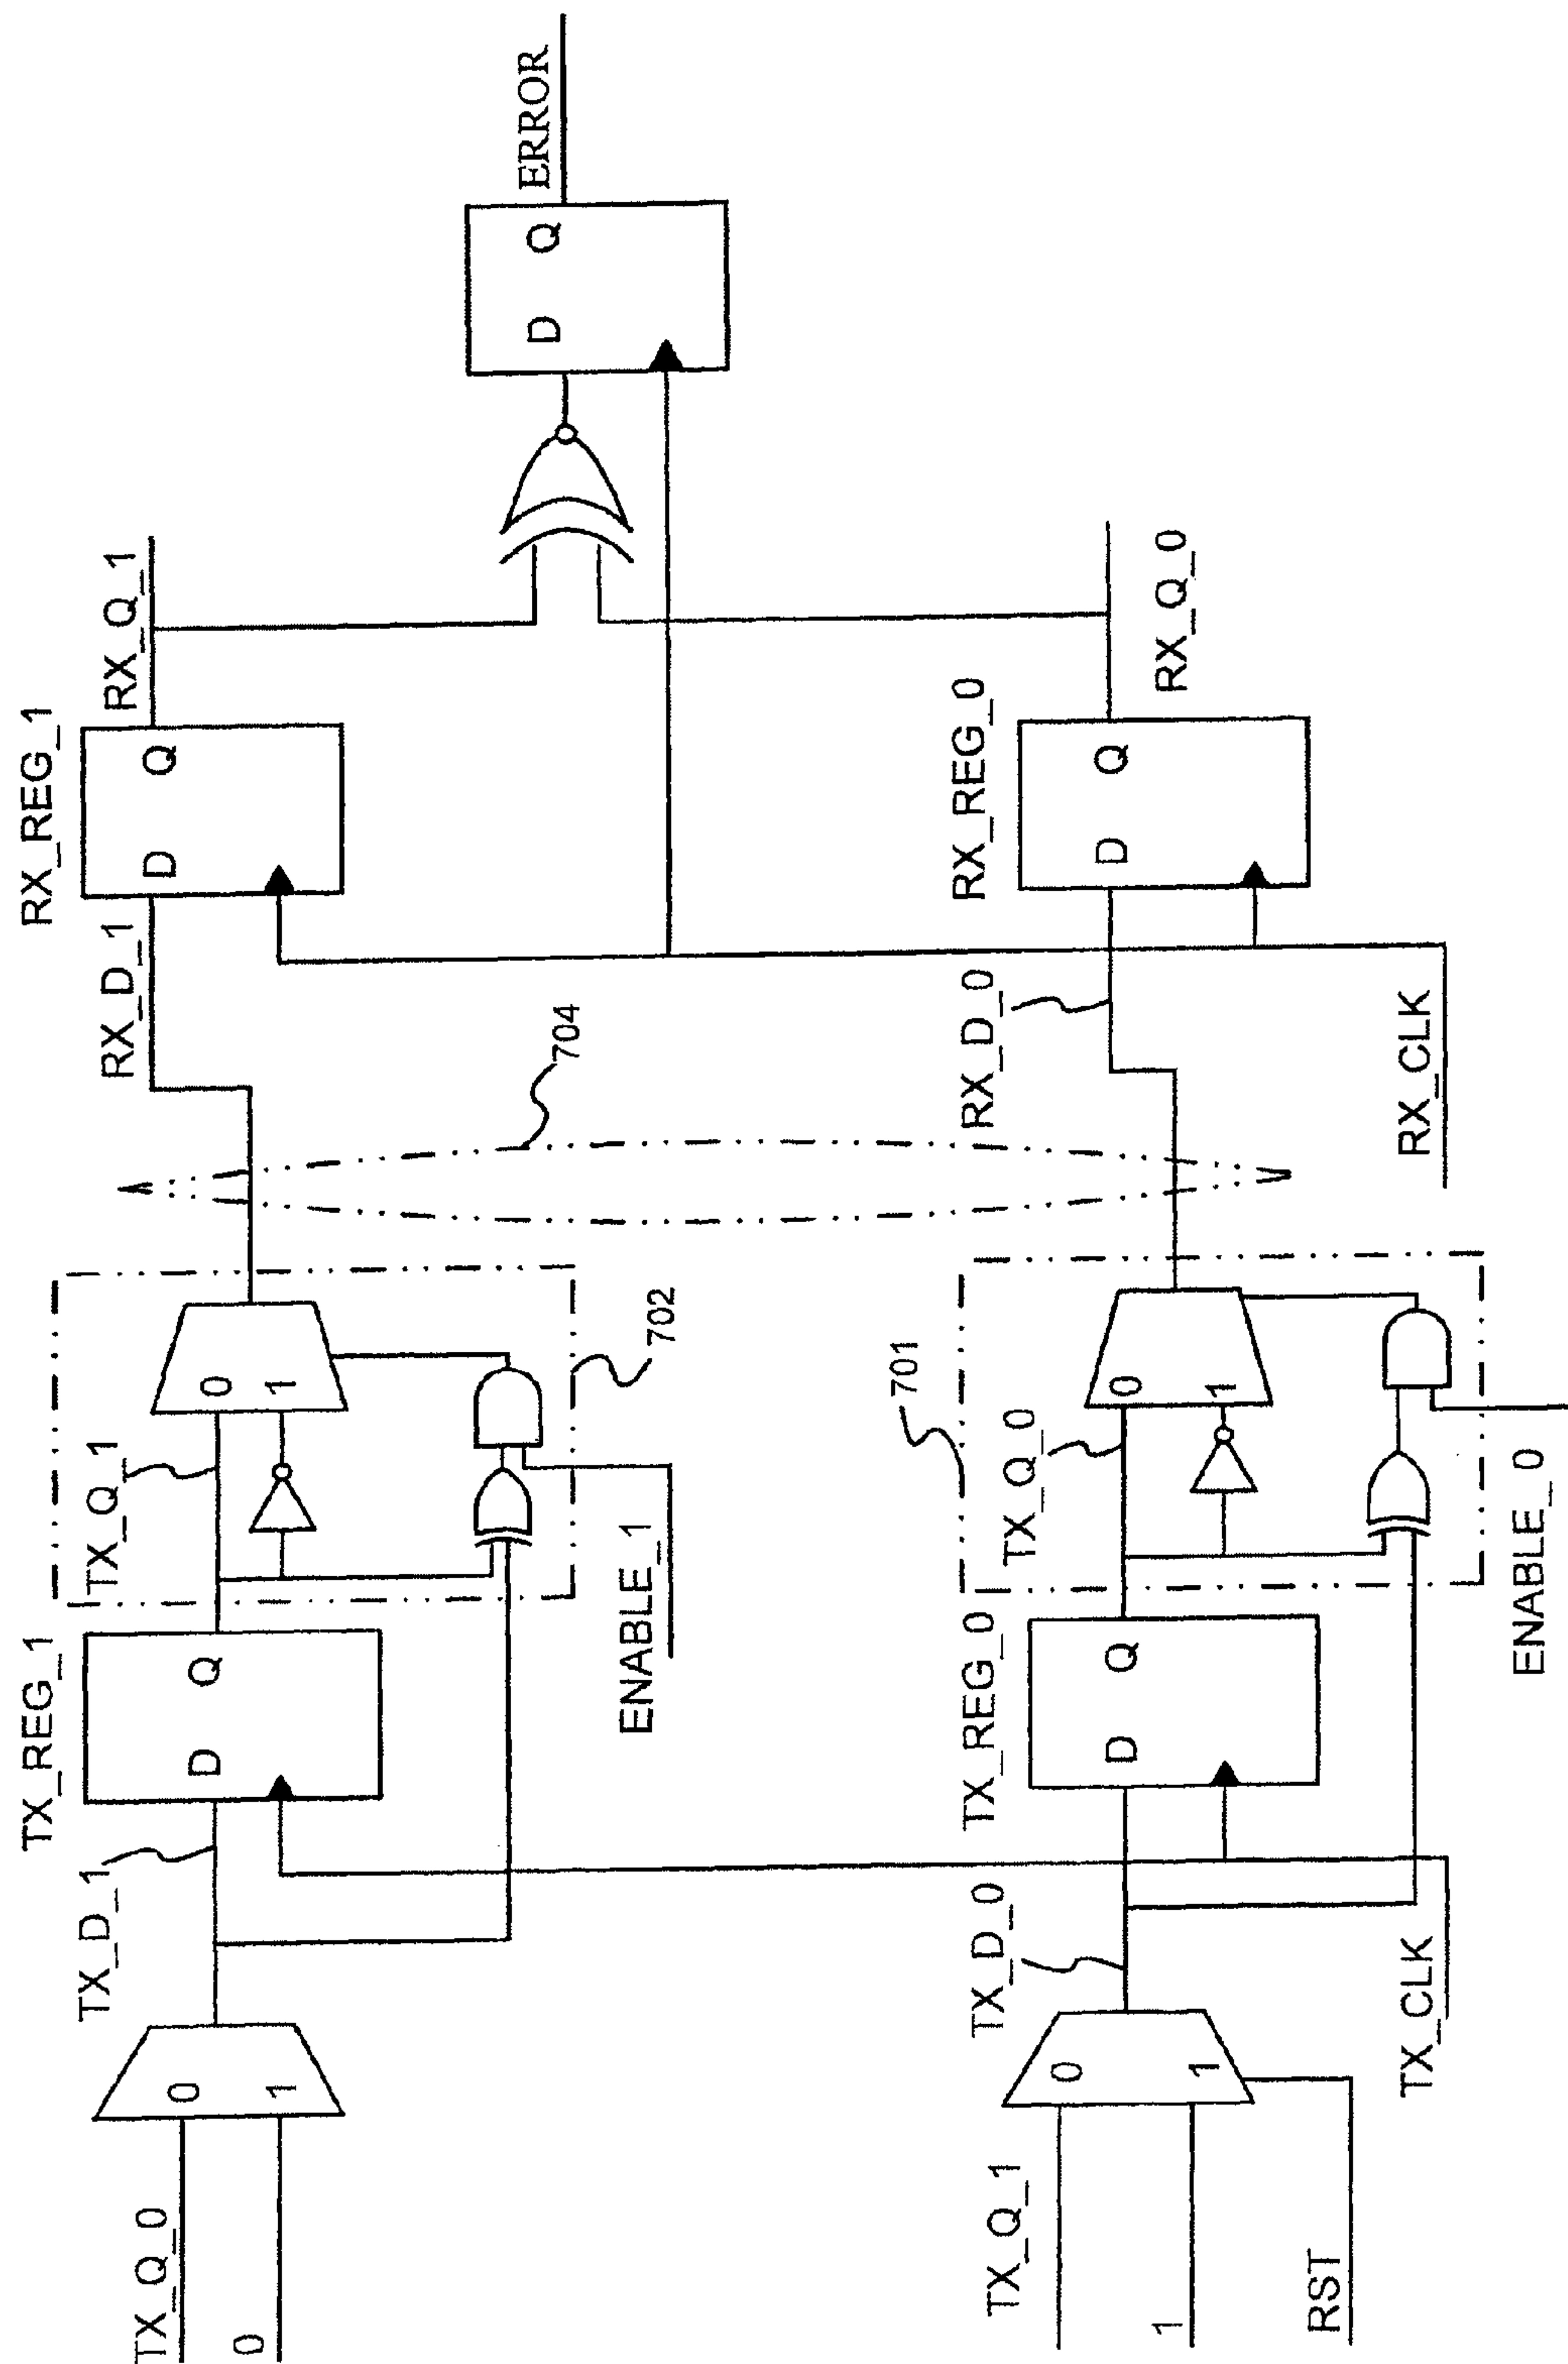 TX_Q_0
0
0
1
TX_D_1
TX_REG_1
D
Q
TX_Q_1
0
1
702
ENABLE_1
704
RX_D_1
RX_REG_1
D
Q
RX_Q_1
D
Q
ERROR
TX_Q_1
1
RST
0
1
TX_D_0
TX_CLK
TX_REG_0
D
Q
TX_Q_0
701
0
1
ENABLE_0
RX_D_0
RX_CLK
RX_REG_0
D
Q
RX_Q_0